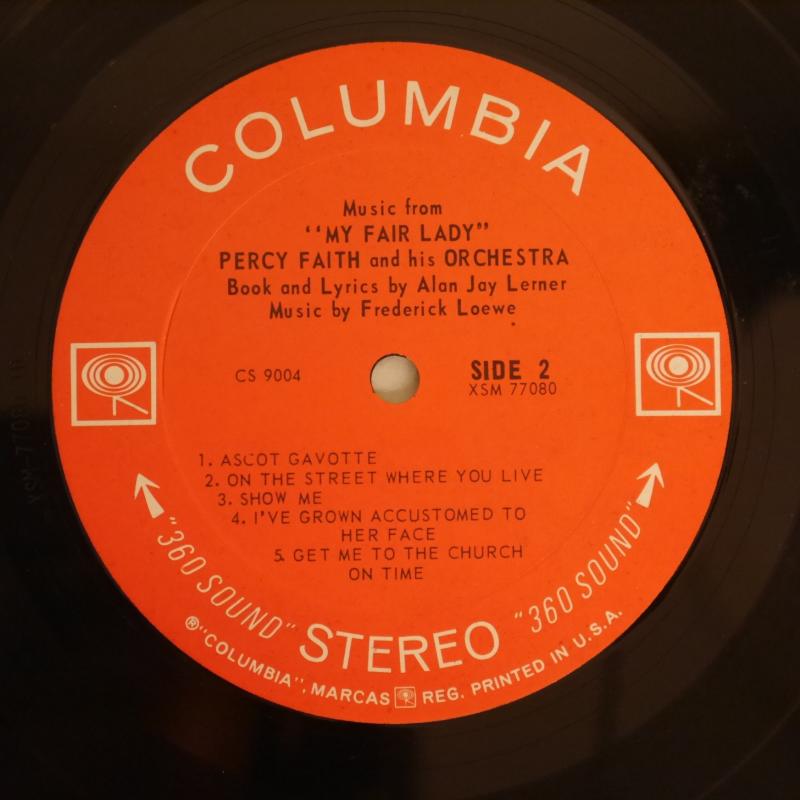 COLUMBIA
Music from
"MY FAIR LADY"
PERCY FAITH and his ORCHESTRA
Book and Lyrics by Alan Jay Lerner
Music by Frederick Loewe
CS 9004
SIDE 2
XSM 77080
1. ASCOT GAVOTTE
2. ON THE STREET WHERE YOU LIVE
3. SHOW ME
4. I'VE GROWN ACCUSTOMED TO
HER FACE
5. GET ME TO THE CHURCH
ON TIME
"360 SOUND" STEREO "360 SOUND"
®"COLUMBIA", MARCAS REG. PRINTED IN U.S.A.